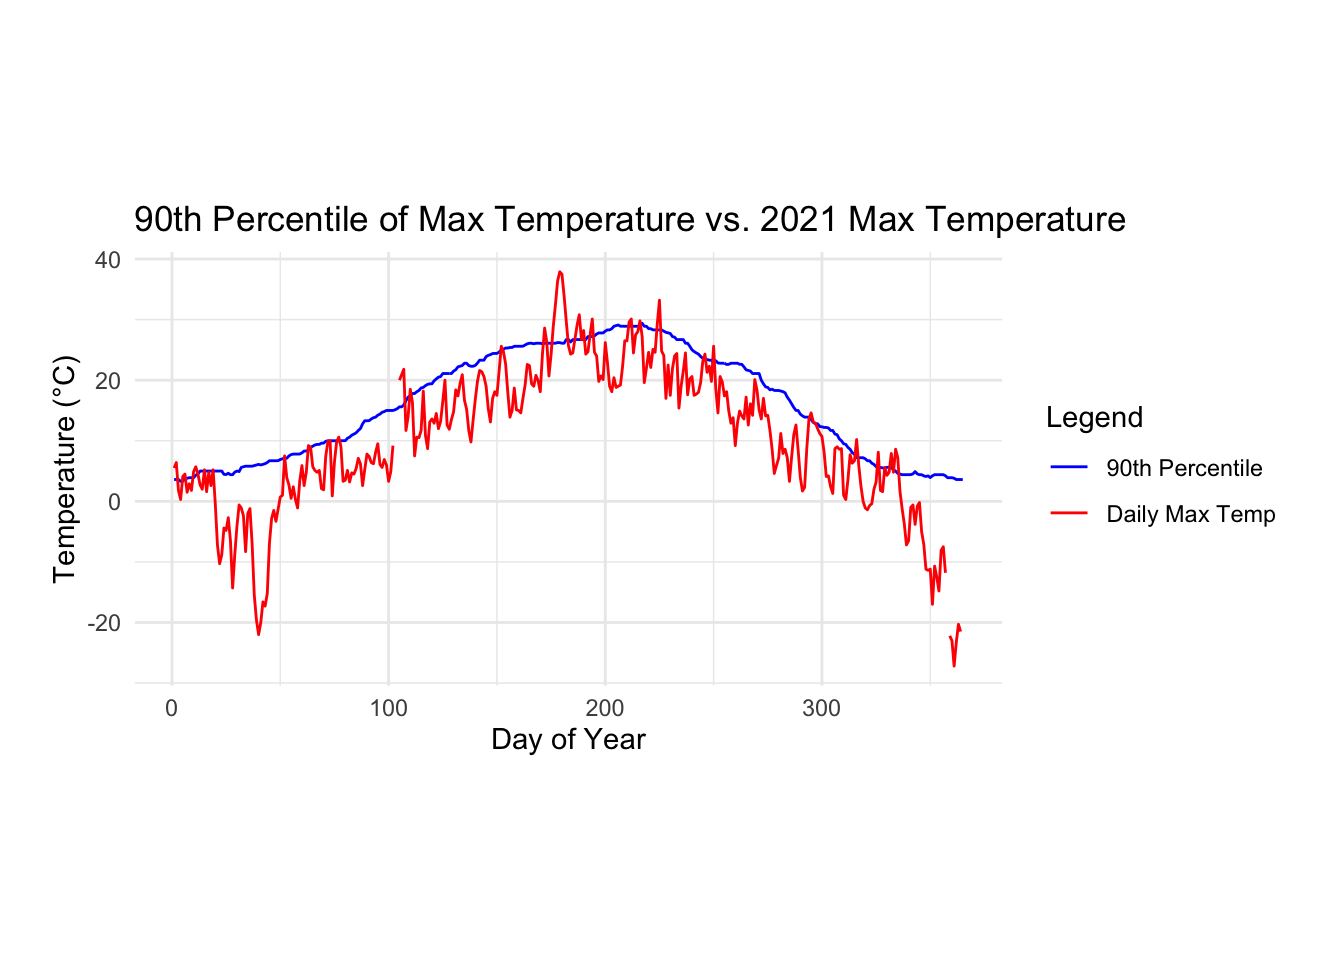 90th Percentile of Max Temperature vs. 2021 Max Temperature
40
20
0
-20
Temperature (°C)
0 100 200 300
Day of Year
Legend
90th Percentile
Daily Max Temp